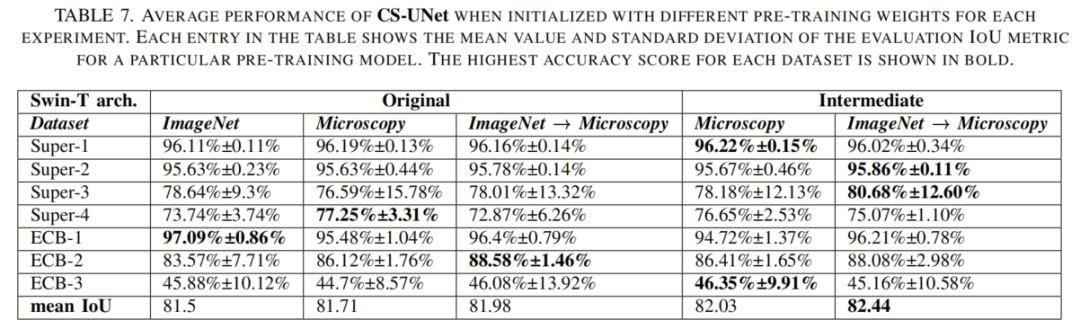 TABLE 7. AVERAGE PERFORMANCE OF CS-UNet WHEN INITIALIZED WITH DIFFERENT PRE-TRAINING WEIGHTS FOR EACH
EXPERIMENT. EACH ENTRY IN THE TABLE SHOWS THE MEAN VALUE AND STANDARD DEVIATION OF THE EVALUATION IOU METRIC
FOR A PARTICULAR PRE-TRAINING MODEL. THE HIGHEST ACCURACY SCORE FOR EACH DATASET IS SHOWN IN BOLD.
Swin-T arch. Original Intermediate
Dataset ImageNet Microscopy ImageNet → Microscopy Microscopy ImageNet → Microscopy
Super-1 96.11%±0.11% 96.19%±0.13% 96.16%±0.14% 96.22%±0.15% 96.02%±0.34%
Super-2 95.63%±0.23% 95.63%±0.44% 95.78%±0.14% 95.67%±0.46% 95.86%±0.11%
Super-3 78.64%±9.3% 76.59%±15.78% 78.01%±13.32% 78.18%±12.13% 80.68%±12.60%
Super-4 73.74%±3.74% 77.25%±3.31% 72.87%±6.26% 76.65%±2.53% 75.07%±1.10%
ECB-1 97.09%±0.86% 95.48%±1.04% 96.4%±0.79% 94.72%±1.37% 96.21%±0.78%
ECB-2 83.57%±7.71% 86.12%±1.76% 88.58%±1.46% 86.41%±1.65% 88.08%±2.98%
ECB-3 45.88%±10.12% 44.7%±8.57% 46.08%±13.92% 46.35%±9.91% 45.16%±10.58%
mean IoU 81.5 81.71 81.98 82.03 82.44